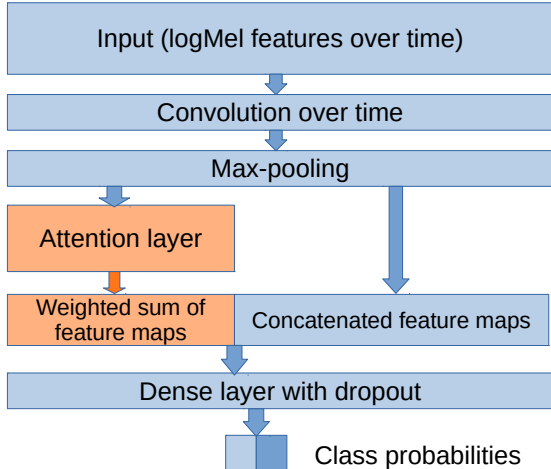 Input (logMel features over time)
Convolution over time
Max-pooling
Attention layer
Weighted sum of
feature maps
Concatenated feature maps
Dense layer with dropout
Class probabilities